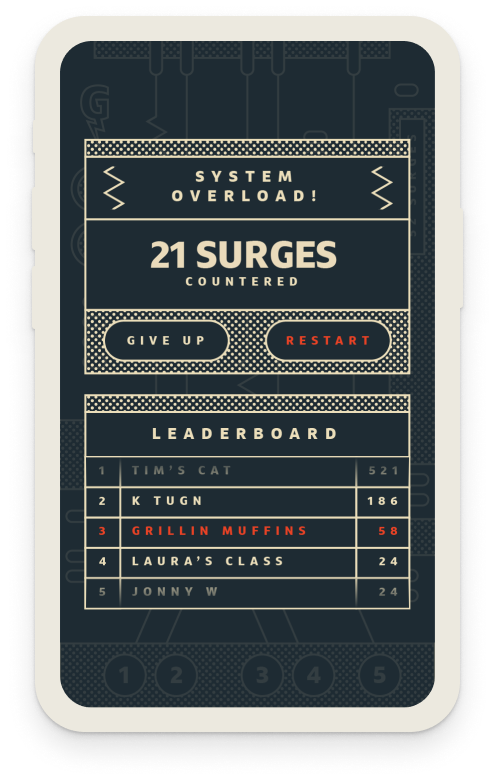 G
SYSTEM
OVERLOAD!
21 SURGES
COUNTERED
GIVE UP RESTART
LEADERBOARD
1 TIM'S CAT 521
2 K TUGN 186
3 GRILLIN MUFFINS 58
4 LAURA'S CLASS 24
5 JONNY W 24
1 2 3 4 5